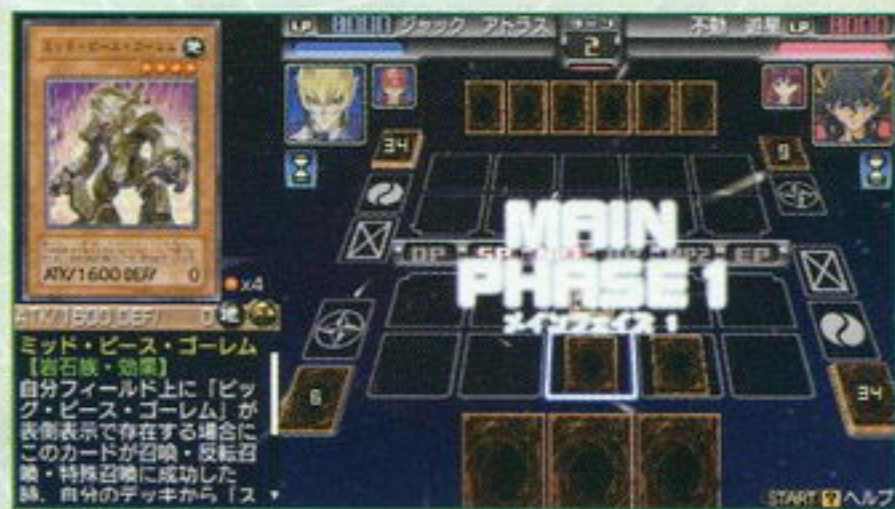 ミッド・ピース・ゴーレム
ATK/1600 DEF/ 0
x4
ATK/1600 DEF/ 0 地
ミッド・ピース・ゴーレム
【岩石族・効果】
自分フィールド上に「ビッ
グ・ピース・ゴーレム」が
表側表示で存在する場合に
このカードが召喚・反転召
喚・特殊召喚に成功した
時、自分のデッキから「ス
LP 8000 ジャック アトラス
ターン
2
不動 遊星 LP 8000
34
0
DP SP EP
MAIN
PHASE 1
メインフェイズ 1
6
34
START ? ヘルプ